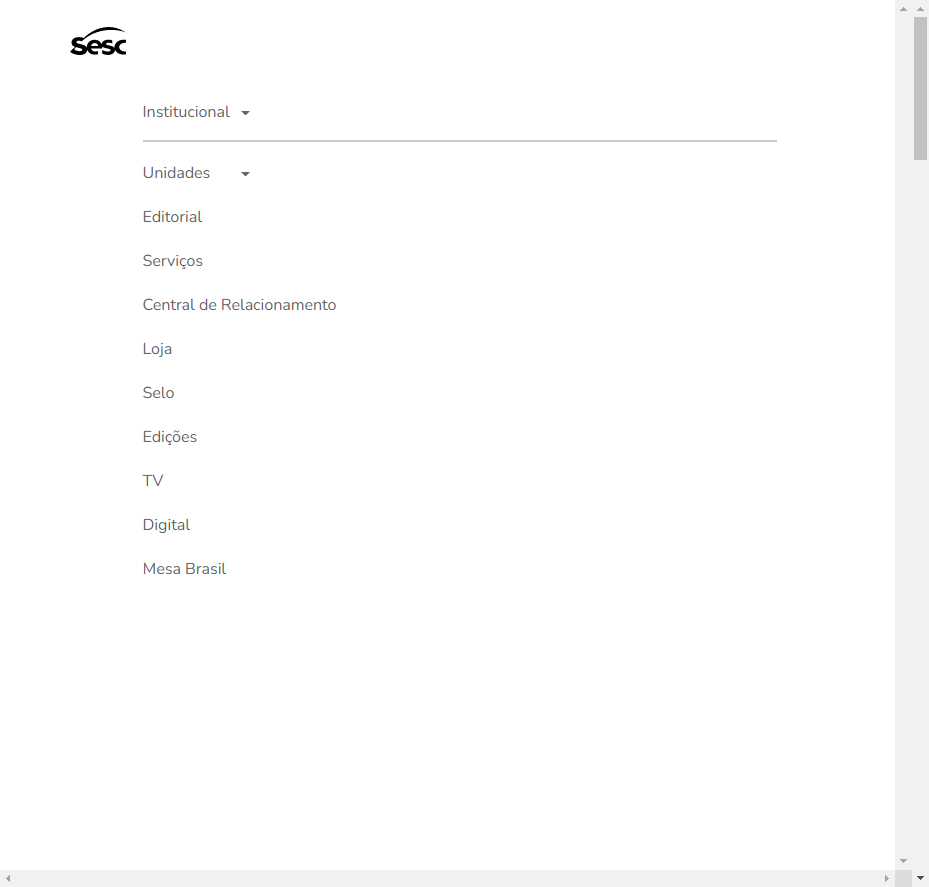 Sesc
Institucional
Unidades
Editorial
Serviços
Central de Relacionamento
Loja
Selo
Edições
TV
Digital
Mesa Brasil